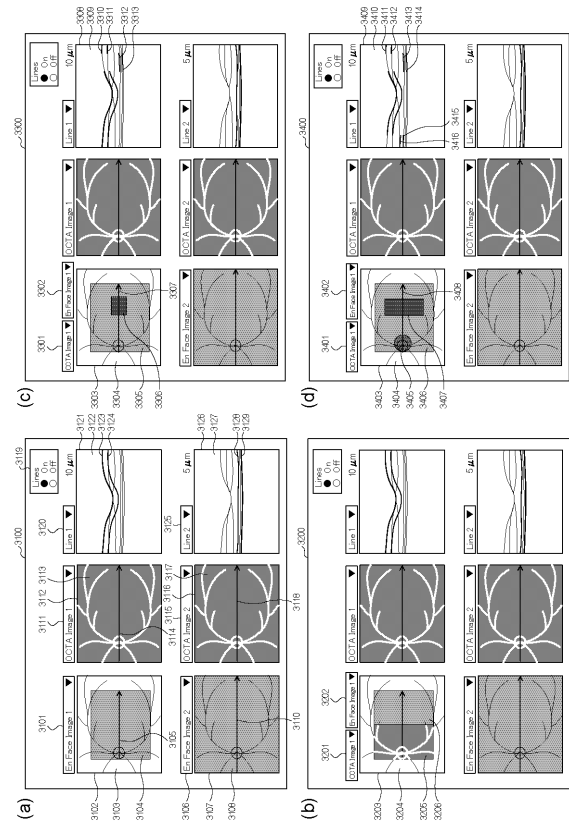 (a)
3100
3101
En Face Image 1 ▼
3102
3103
3104
3105
3106
En Face Image 2 ▼
3107
3108
3110
3111
OCTA Image 1 ▼
3112
3113
3114
3115
OCTA Image 2 ▼
3116
3117
3118
3119
Lines
On
Off
3120
Line 1 ▼
10 μm
3121
3122
3123
3124
3125
Line 2 ▼
5 μm
3126
3127
3128
3129
(b)
3200
3201
OCTA Image 1 ▼
3202
En Face Image 1 ▼
3203
3204
3205
3206
En Face Image 2 ▼
OCTA Image 1 ▼
OCTA Image 2 ▼
Lines
On
Off
Line 1 ▼
10 μm
Line 2 ▼
5 μm
(c)
3300
3301
OCTA Image 1 ▼
3302
En Face Image 1 ▼
3303
3304
3305
3306
3307
En Face Image 2 ▼
OCTA Image 1 ▼
OCTA Image 2 ▼
Lines
On
Off
Line 1 ▼
10 μm
3308
3309
3310
3311
3312
3313
Line 2 ▼
5 μm
(d)
3400
3401
OCTA Image 1 ▼
3402
En Face Image 1 ▼
3403
3404
3405
3406
3407
3408
En Face Image 2 ▼
OCTA Image 1 ▼
OCTA Image 2 ▼
Lines
On
Off
Line 1 ▼
10 μm
3409
3410
3411
3412
3413
3414
3415
3416
Line 2 ▼
5 μm